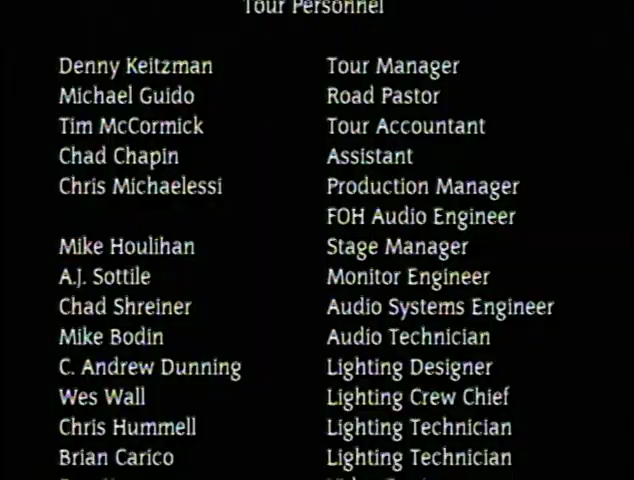 Tour Personnel
Denny Keitzman Tour Manager
Michael Guido Road Pastor
Tim McCormick Tour Accountant
Chad Chapin Assistant
Chris Michaelessi Production Manager
FOH Audio Engineer
Mike Houlihan Stage Manager
A.J. Sottile Monitor Engineer
Chad Shreiner Audio Systems Engineer
Mike Bodin Audio Technician
C. Andrew Dunning Lighting Designer
Wes Wall Lighting Crew Chief
Chris Hummell Lighting Technician
Brian Carico Lighting Technician